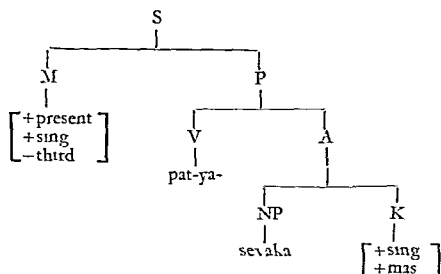 S
M P
[+present
+sing
−third] V A
pat-ya-
NP K
sevaka [+sing
+mas]